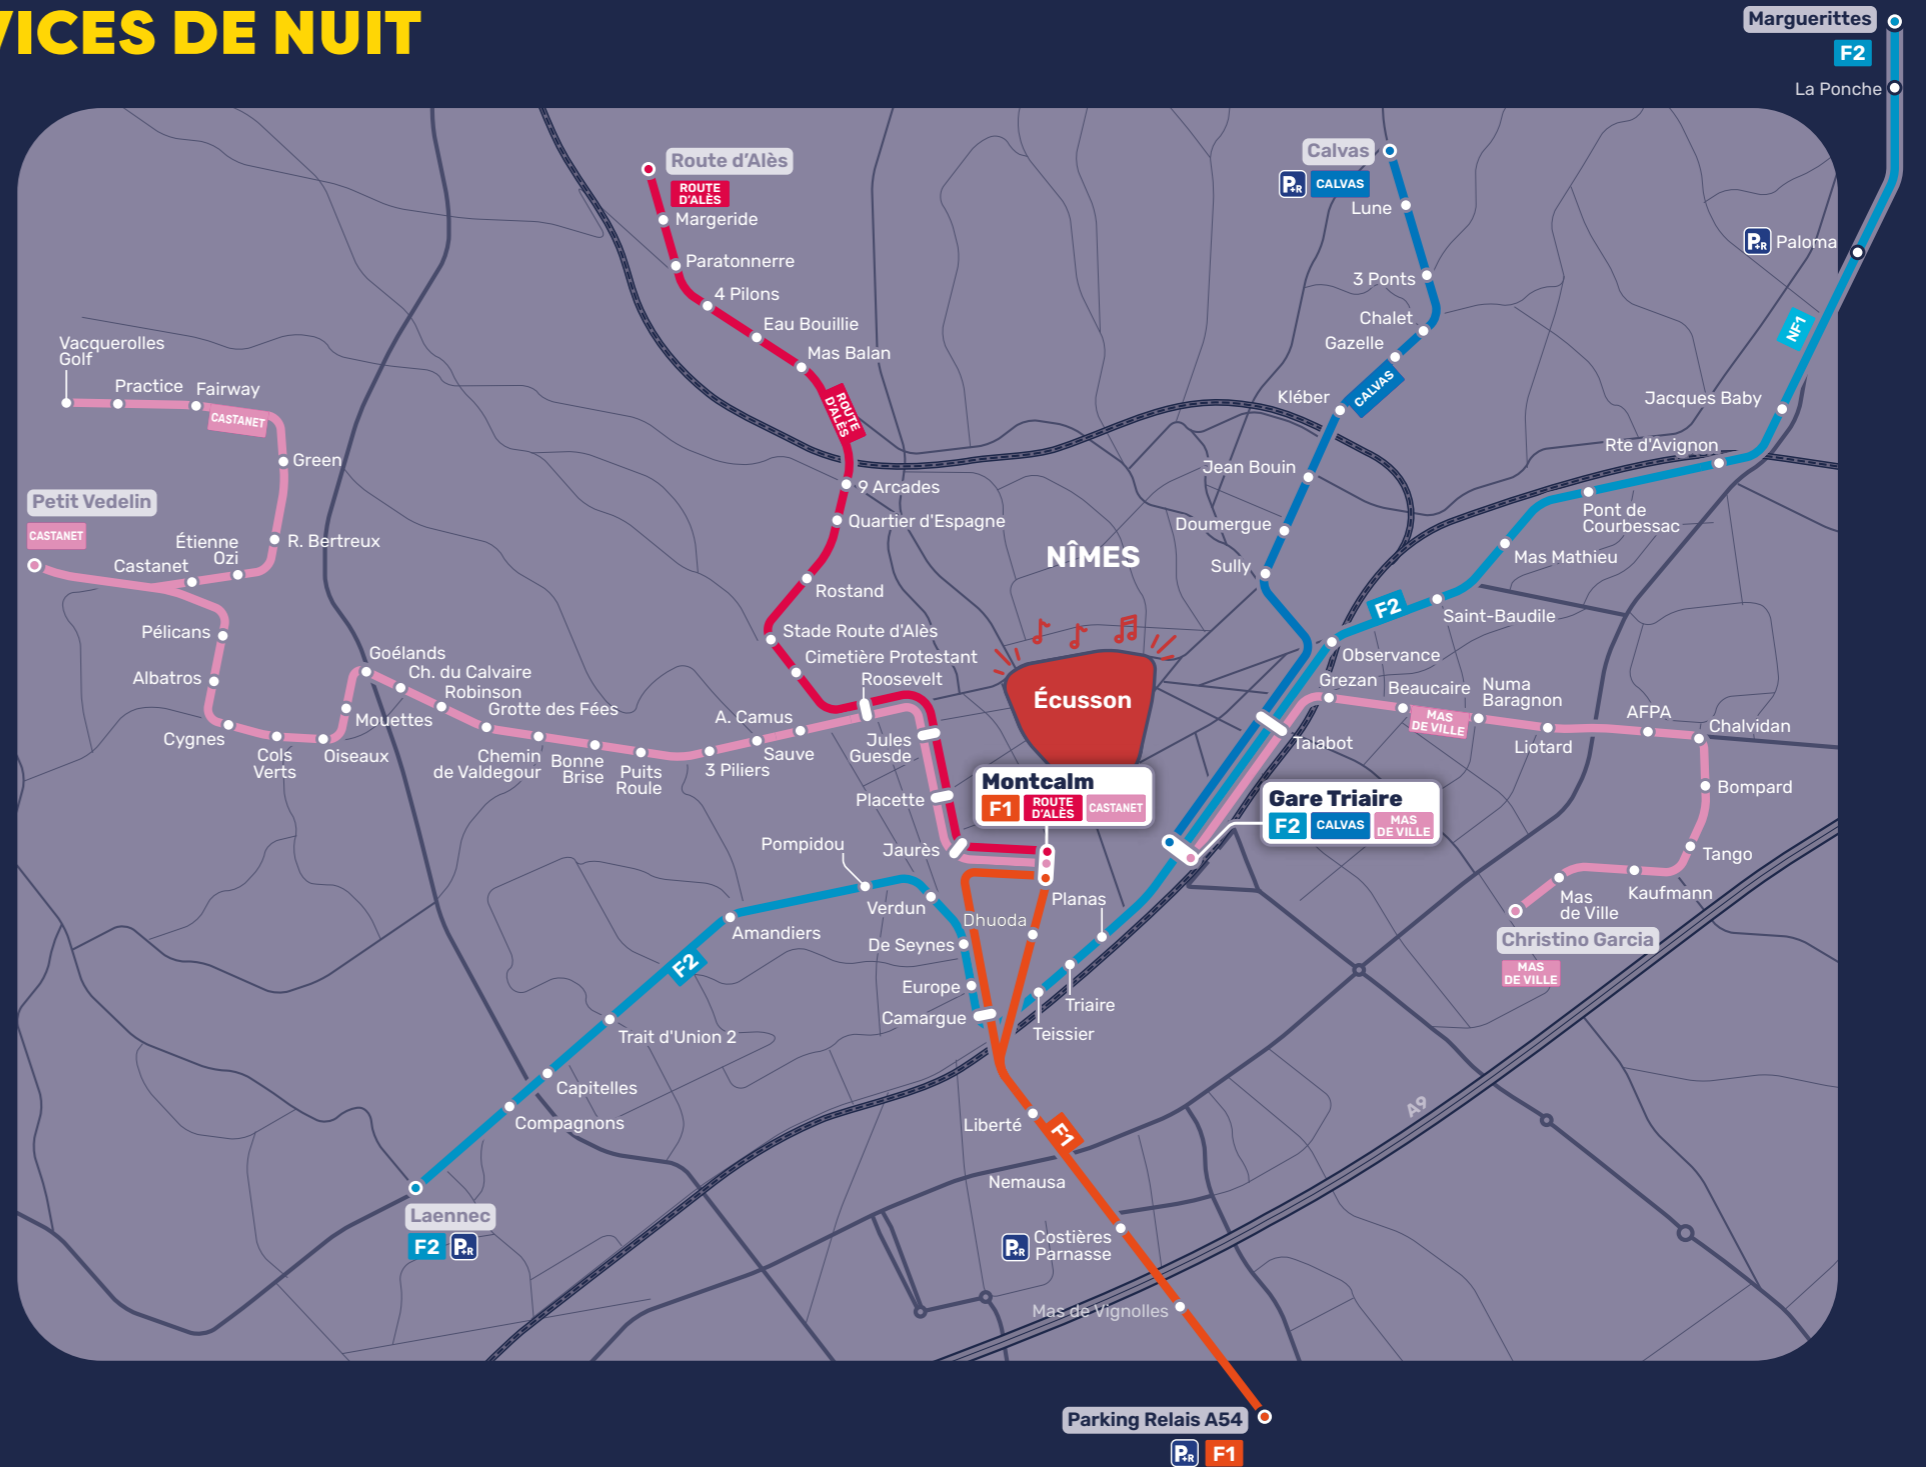 VICES DE NUIT
Marguerittes
F2
La Ponche
Route d'Alès
ROUTE
D'ALÈS
Margeride
Paratonnerre
4 Pilons
Eau Bouillie
Mas Balan
ROUTE
D'ALÈS
9 Arcades
Quartier d'Espagne
Rostand
Stade Route d'Alès
Cimetière Protestant
Roosevelt
Calvas
P+R CALVAS
Lune
3 Ponts
Chalet
Gazelle
CALVAS
Kléber
Jean Bouin
Doumergue
Sully
P+R Paloma
NF1
Jacques Baby
Rte d'Avignon
Pont de
Courbessac
Mas Mathieu
Saint-Baudile
F2
Observance
Vacquerolles
Golf
Practice
Fairway
CASTANET
Green
R. Bertreux
Étienne
Ozi
Castanet
Petit Vedelin
CASTANET
Pélicans
Albatros
Cygnes
Cols
Verts
Oiseaux
Mouettes
Goélands
Ch. du Calvaire
Robinson
Grotte des Fées
Chemin
de Valdegour
Bonne
Brise
Puits
Roule
3 Piliers
Sauve
A. Camus
Jules
Guesde
Placette
Jaurès
NÎMES
Écusson
Montcalm
F1 ROUTE
D'ALÈS CASTANET
Grezan
Beaucaire
MAS
DE VILLE
Numa
Baragnon
Liotard
AFPA
Chalvidan
Bompard
Tango
Kaufmann
Mas
de Ville
Christino Garcia
MAS
DE VILLE
Talabot
Gare Triaire
F2 CALVAS MAS
DE VILLE
Pompidou
Verdun
Amandiers
De Seynes
Europe
Camargue
Dhuoda
Planas
Triaire
Teissier
F2
Trait d'Union 2
Capitelles
Compagnons
Laennec
F2 P+R
Liberté
F1
Nemausa
P+R Costières
Parnasse
Mas de Vignolles
A9
Parking Relais A54
P+R F1